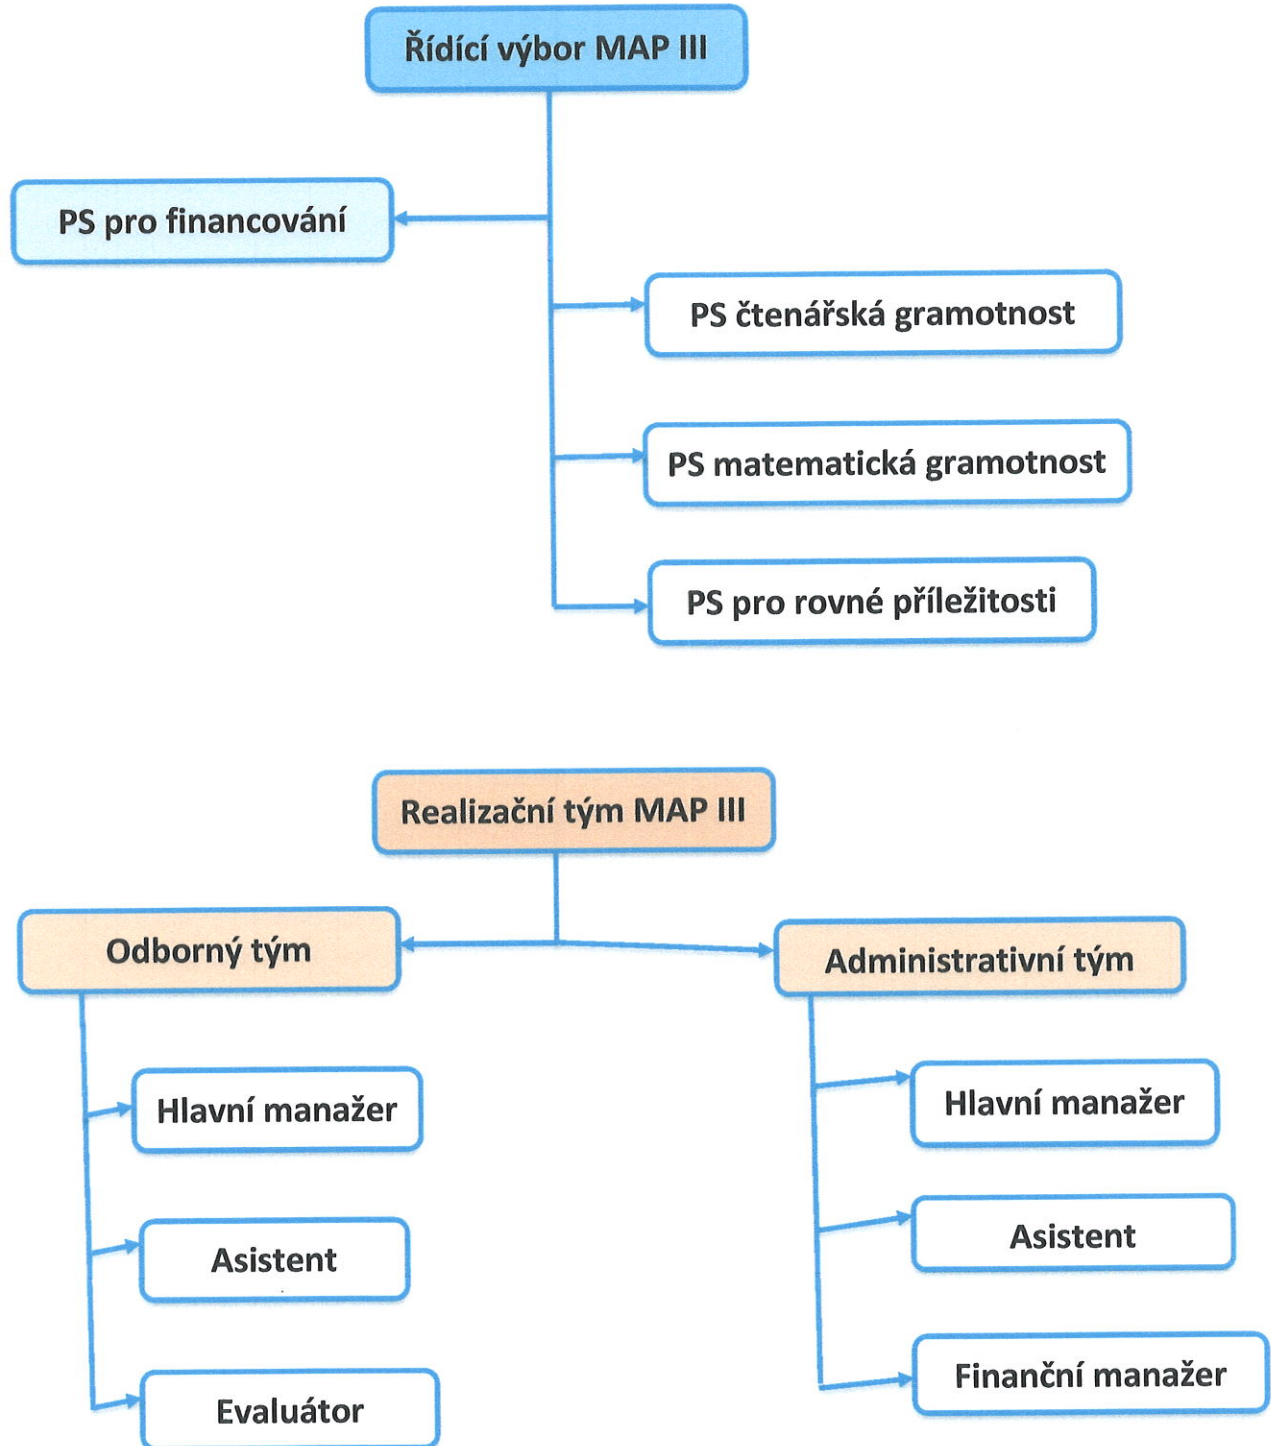 Řídící výbor MAP III
PS pro financování
PS čtenářská gramotnost
PS matematická gramotnost
PS pro rovné příležitosti
Realizační tým MAP III
Odborný tým
Administrativní tým
Hlavní manažer
Asistent
Evaluátor
Hlavní manažer
Asistent
Finanční manažer